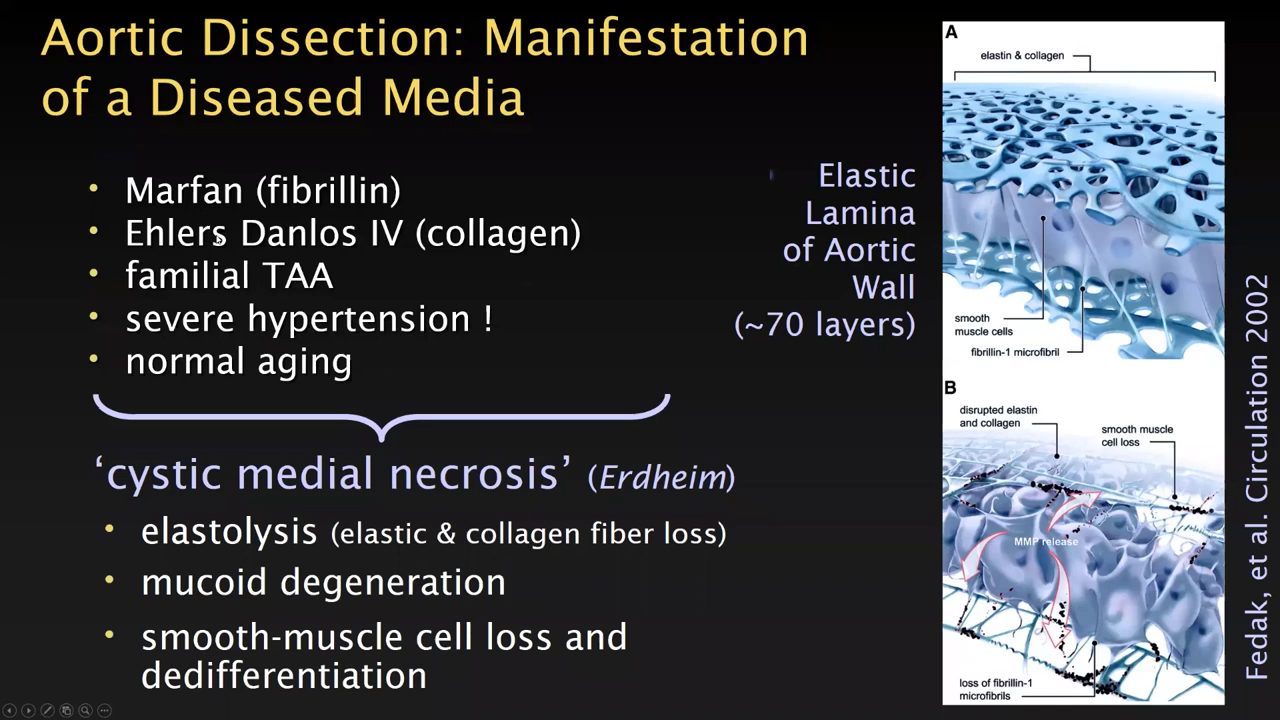 Aortic Dissection: Manifestation
of a Diseased Media
• Marfan (fibrillin)
• Ehlers Danlos IV (collagen)
• familial TAA
• severe hypertension !
• normal aging
‘cystic medial necrosis’ (Erdheim)
• elastolysis (elastic & collagen fiber loss)
• mucoid degeneration
• smooth-muscle cell loss and
dedifferentiation
Elastic
Lamina
of Aortic
Wall
(~70 layers)
A
elastin & collagen
smooth
muscle cells
fibrillin-1 microfibril
B
disrupted elastin
and collagen
smooth muscle
cell loss
MMP release
loss of fibrillin-1
microfibrils
Fedak, et al. Circulation 2002